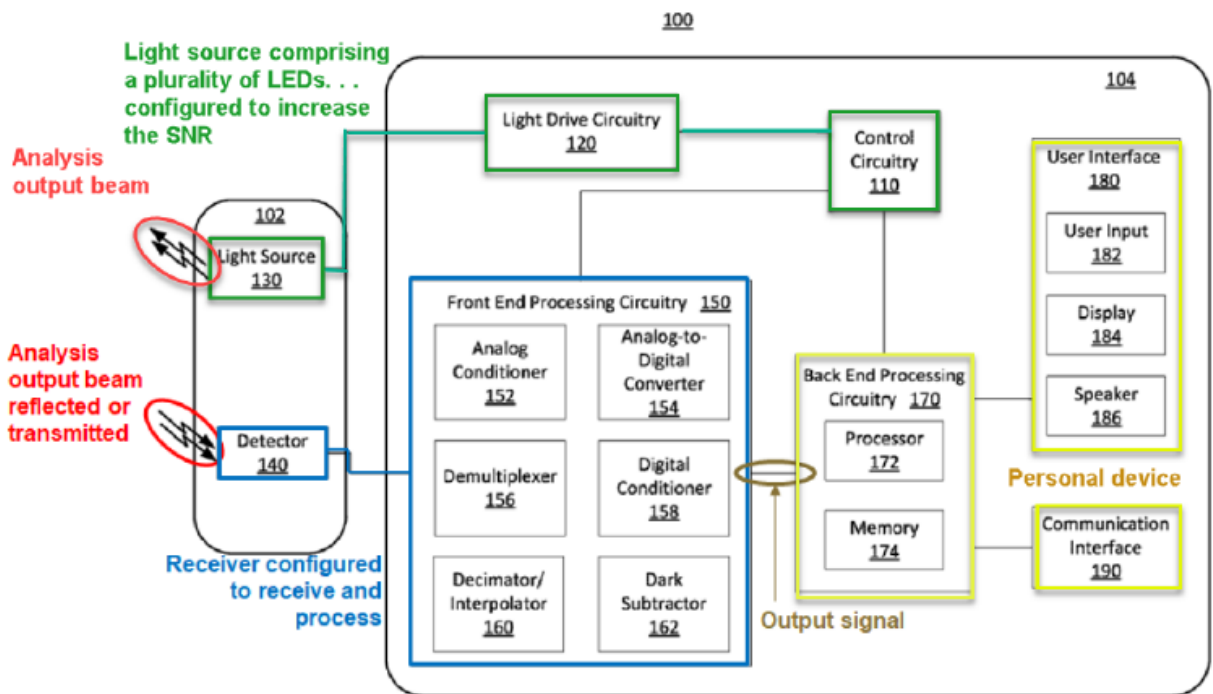 100
Light source comprising
a plurality of LEDs. . .
configured to increase
the SNR
104
Light Drive Circuitry
120
Control
Circuitry
110
Analysis
output beam
102
Light Source
130
User Interface
180
User Input
182
Display
184
Speaker
186
Front End Processing Circuitry 150
Analog
Conditioner
152
Analog-to-
Digital
Converter
154
Analysis
output beam
reflected or
transmitted
Detector
140
Demultiplexer
156
Digital
Conditioner
158
Back End Processing
Circuitry 170
Processor
172
Memory
174
Personal device
Communication
Interface
190
Receiver configured
to receive and
process
Decimator/
Interpolator
160
Dark
Subtractor
162
Output signal